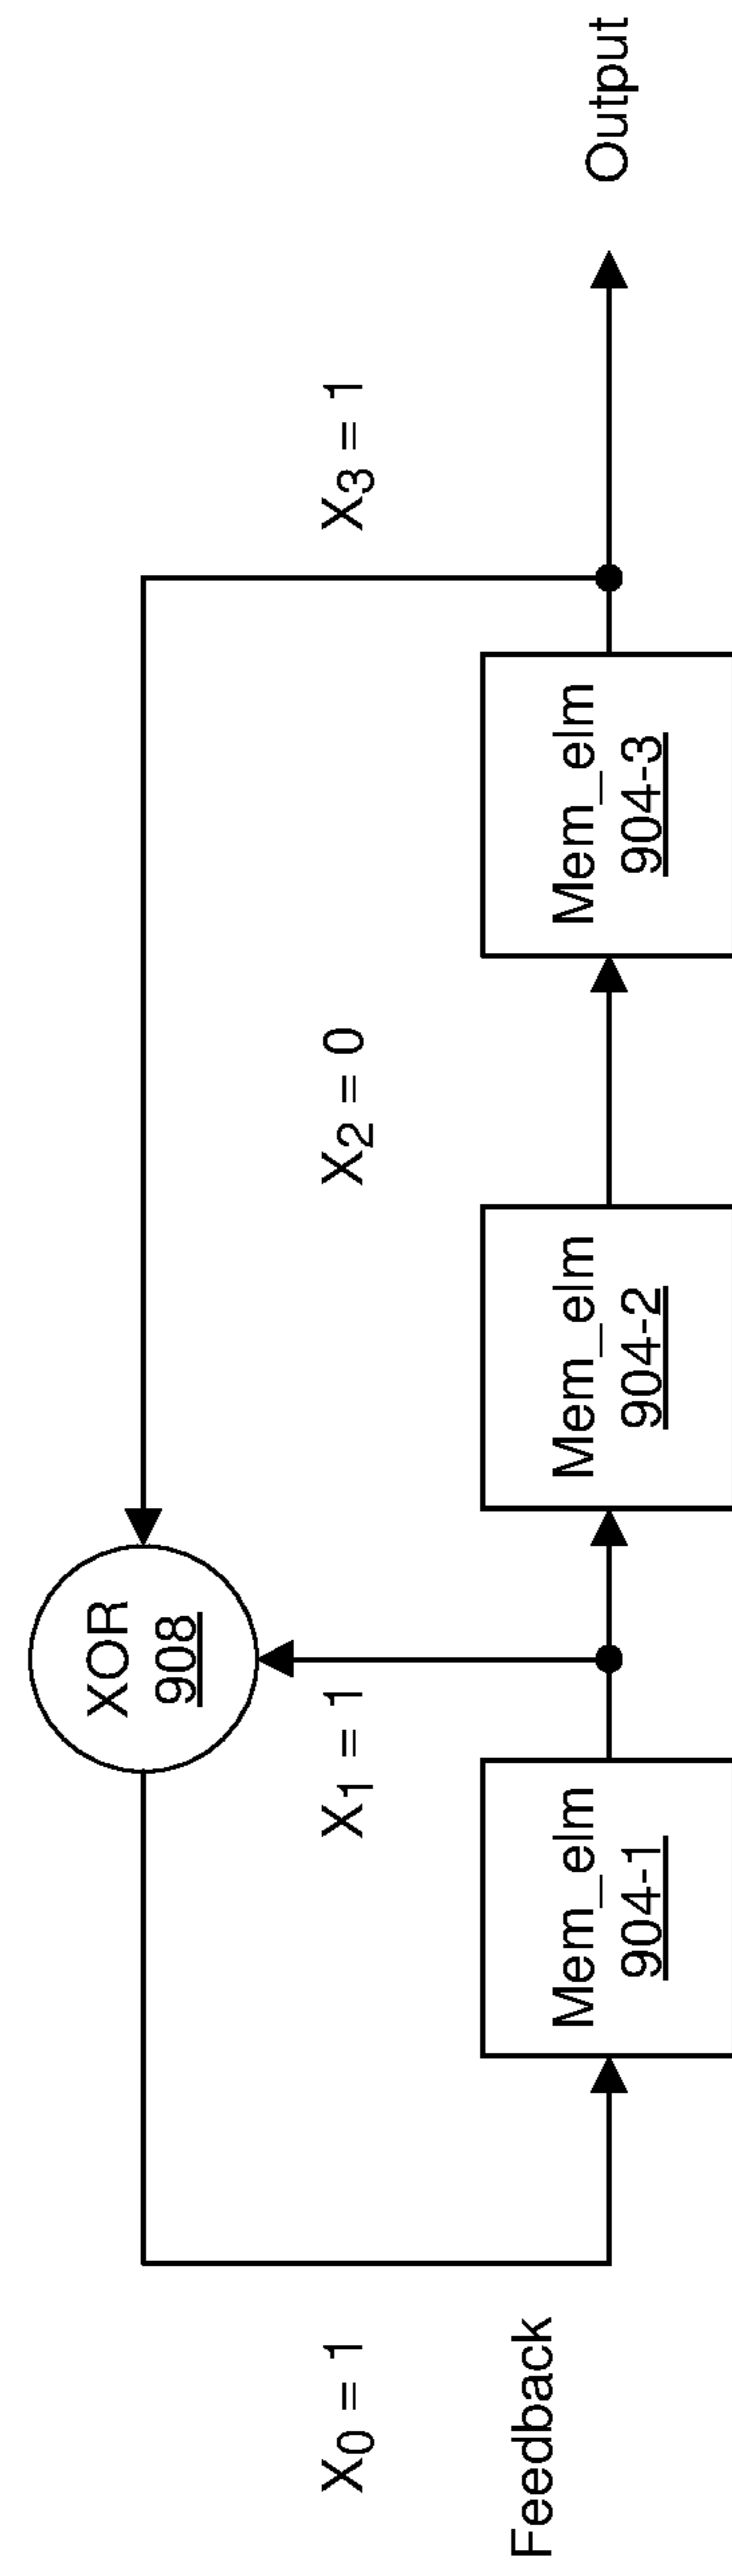 XOR
908
X0 = 1
X1 = 1
X2 = 0
X3 = 1
Feedback
Mem_elm
904-1
Mem_elm
904-2
Mem_elm
904-3
Output